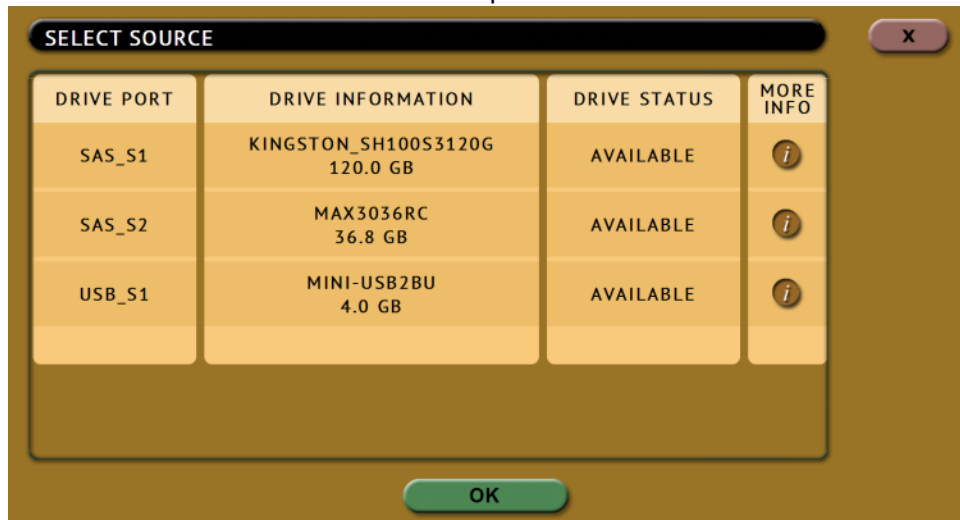 SELECT SOURCE
X
DRIVE PORT DRIVE INFORMATION DRIVE STATUS MORE INFO
SAS_S1 KINGSTON_SH100S3120G 120.0 GB AVAILABLE i
SAS_S2 MAX3036RC 36.8 GB AVAILABLE i
USB_S1 MINI-USB2BU 4.0 GB AVAILABLE i
OK